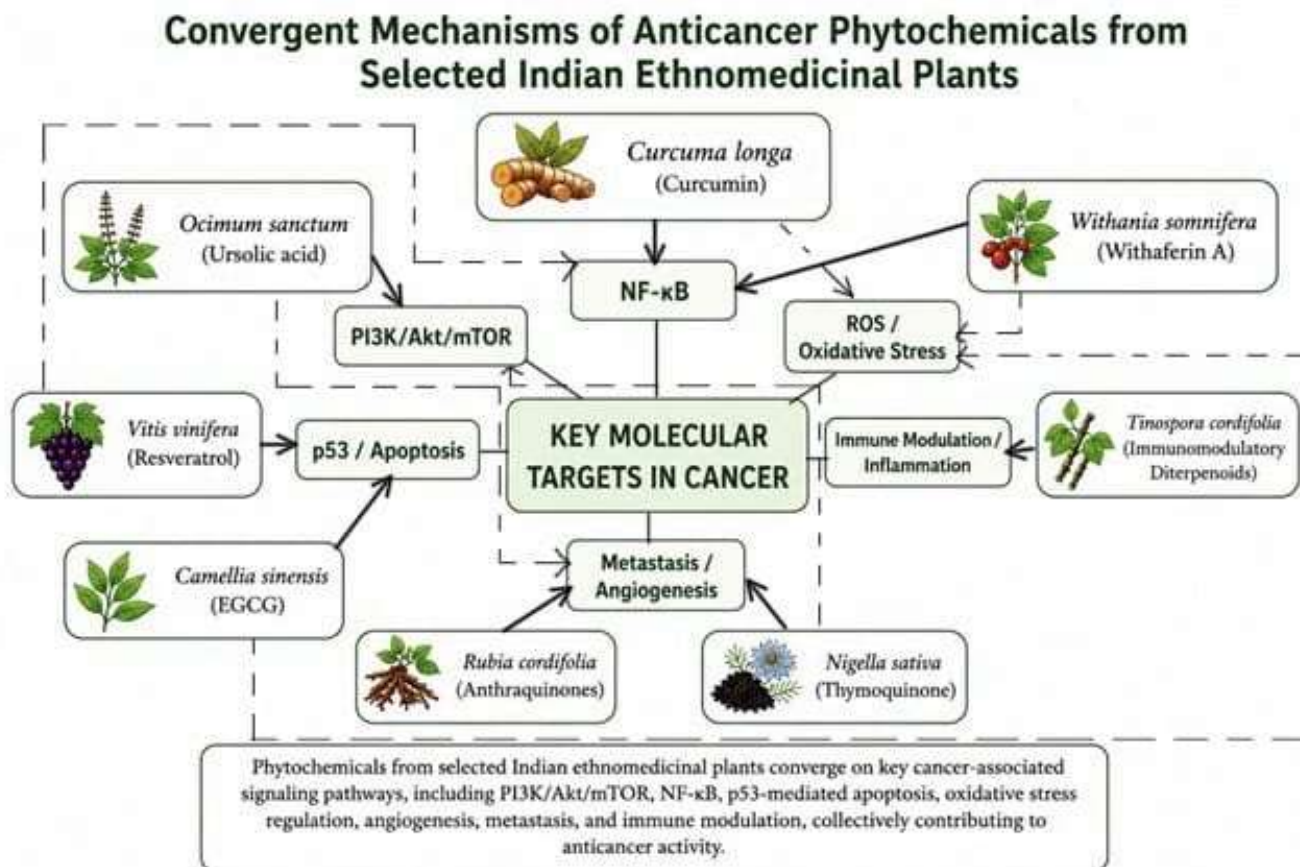 Convergent Mechanisms of Anticancer Phytochemicals from
Selected Indian Ethnomedicinal Plants
Curcuma longa
(Curcumin)
Ocimum sanctum
(Ursolic acid)
Withania somnifera
(Withaferin A)
NF-κB
PI3K/Akt/mTOR
ROS /
Oxidative Stress
Vitis vinifera
(Resveratrol)
p53 / Apoptosis
KEY MOLECULAR
TARGETS IN CANCER
Immune Modulation /
Inflammation
Tinospora cordifolia
(Immunomodulatory
Diterpenoids)
Camellia sinensis
(EGCG)
Metastasis /
Angiogenesis
Rubia cordifolia
(Anthraquinones)
Nigella sativa
(Thymoquinone)
Phytochemicals from selected Indian ethnomedicinal plants converge on key cancer-associated
signaling pathways, including PI3K/Akt/mTOR, NF-κB, p53-mediated apoptosis, oxidative stress
regulation, angiogenesis, metastasis, and immune modulation, collectively contributing to
anticancer activity.